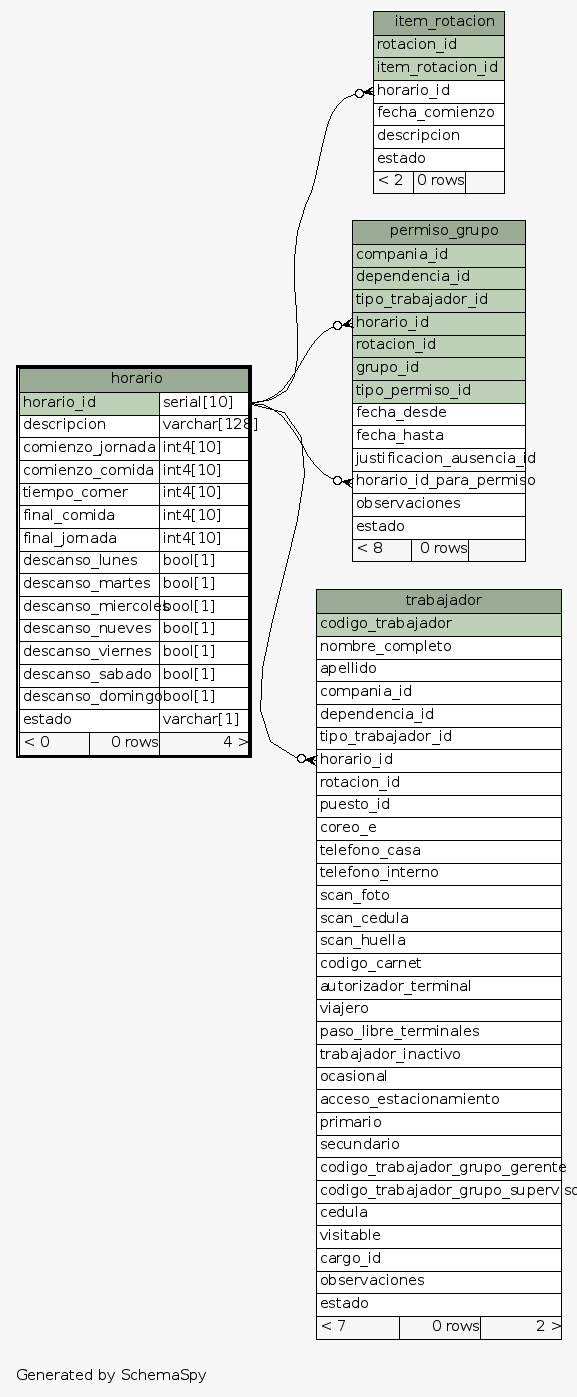 item_rotacion
rotacion_id
item_rotacion_id
horario_id
fecha_comienzo
descripcion
estado
< 2 0 rows
permiso_grupo
compania_id
dependencia_id
tipo_trabajador_id
horario_id
rotacion_id
grupo_id
tipo_permiso_id
fecha_desde
fecha_hasta
justificacion_ausencia_id
horario_id_para_permiso
observaciones
estado
< 8 0 rows
horario
horario_id serial[10]
descripcion varchar[128]
comienzo_jornada int4[10]
comienzo_comida int4[10]
tiempo_comer int4[10]
final_comida int4[10]
final_jornada int4[10]
descanso_lunes bool[1]
descanso_martes bool[1]
descanso_miercoles bool[1]
descanso_nueves bool[1]
descanso_viernes bool[1]
descanso_sabado bool[1]
descanso_domingo bool[1]
estado varchar[1]
< 0 0 rows 4 >
trabajador
codigo_trabajador
nombre_completo
apellido
compania_id
dependencia_id
tipo_trabajador_id
horario_id
rotacion_id
puesto_id
coreo_e
telefono_casa
telefono_interno
scan_foto
scan_cedula
scan_huella
codigo_carnet
autorizador_terminal
viajero
paso_libre_terminales
trabajador_inactivo
ocasional
acceso_estacionamiento
primario
secundario
codigo_trabajador_grupo_gerente
codigo_trabajador_grupo_superviso
cedula
visitable
cargo_id
observaciones
estado
< 7 0 rows 2 >
Generated by SchemaSpy